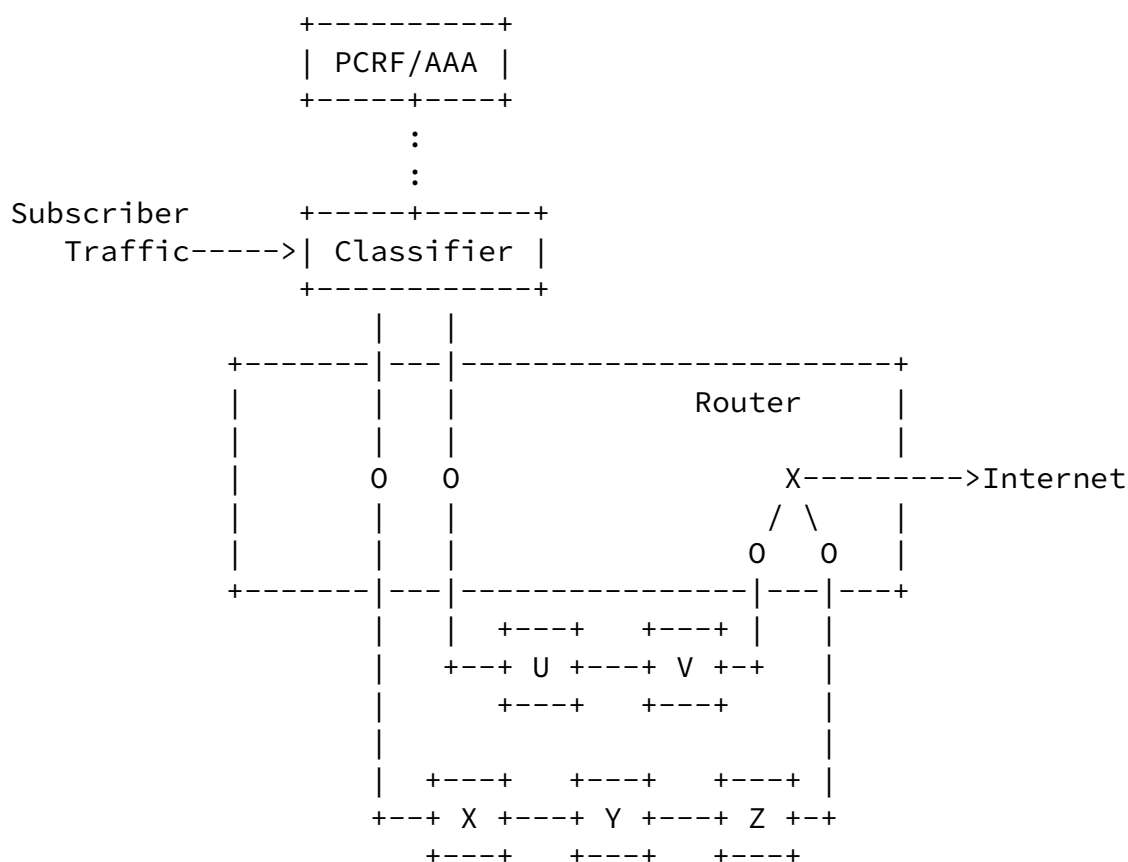 PCRF/AAA
Subscriber
Traffic----->| Classifier |
Router
O O X--------->Internet
O O
U V
X Y Z